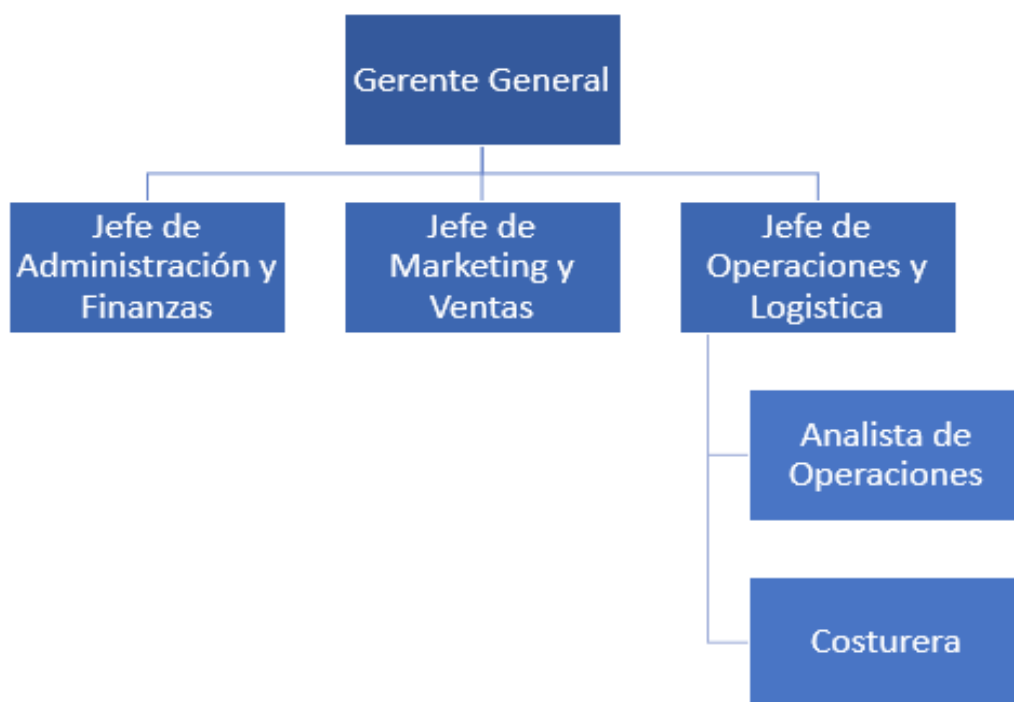 Gerente General
Jefe de
Administración y
Finanzas
Jefe de
Marketing y
Ventas
Jefe de
Operaciones y
Logistica
Analista de
Operaciones
Costurera